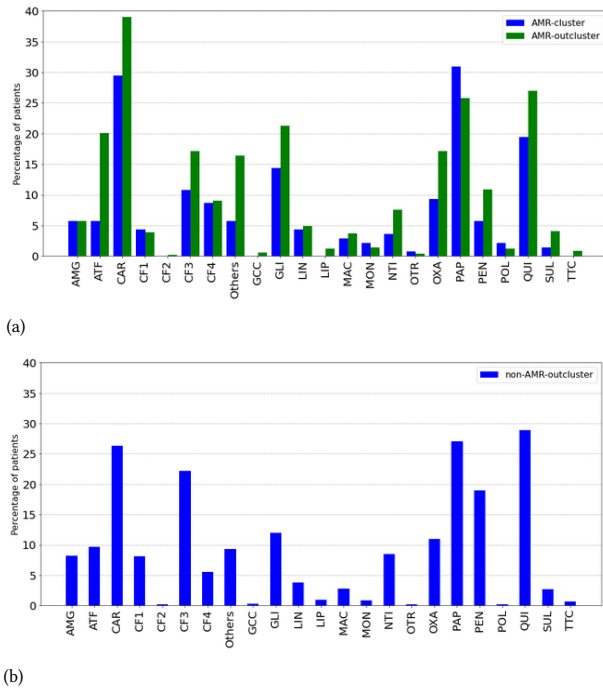 40
35
30
25
20
15
10
5
0
Percentage of patients
AMR-cluster
AMR-outcluster
AMG ATF CAR CF1 CF2 CF3 CF4 Others GCC GLI LIN LIP MAC MON NTI OTR OXA PAP PEN POL QUI SUL TTC
(a)
40
35
30
25
20
15
10
5
0
Percentage of patients
non-AMR-outcluster
AMG ATF CAR CF1 CF2 CF3 CF4 Others GCC GLI LIN LIP MAC MON NTI OTR OXA PAP PEN POL QUI SUL TTC
(b)